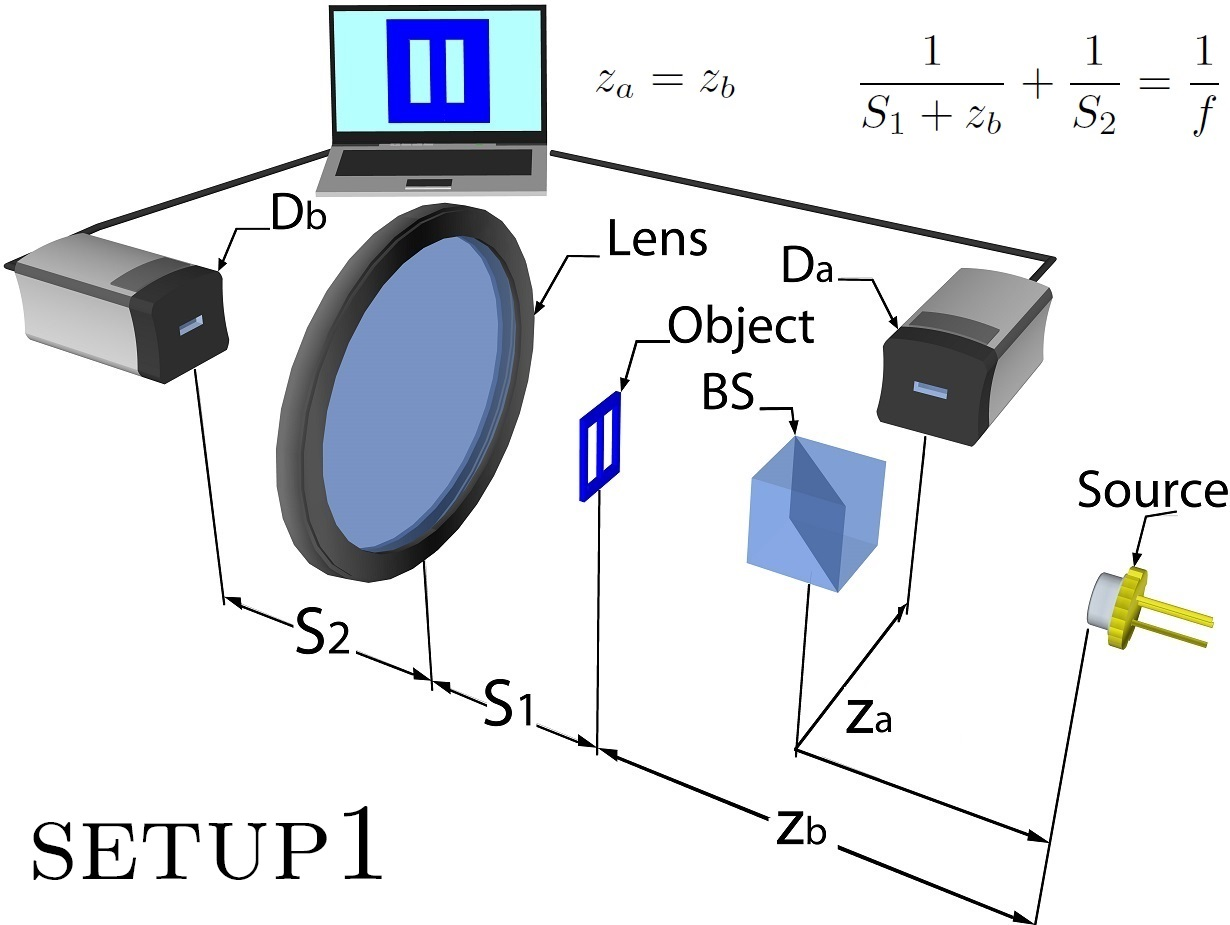 z_a = z_b
1/(S_1 + z_b) + 1/S_2 = 1/f
Db
Lens
Da
Object
BS
Source
S2
S1
za
zb
SETUP1